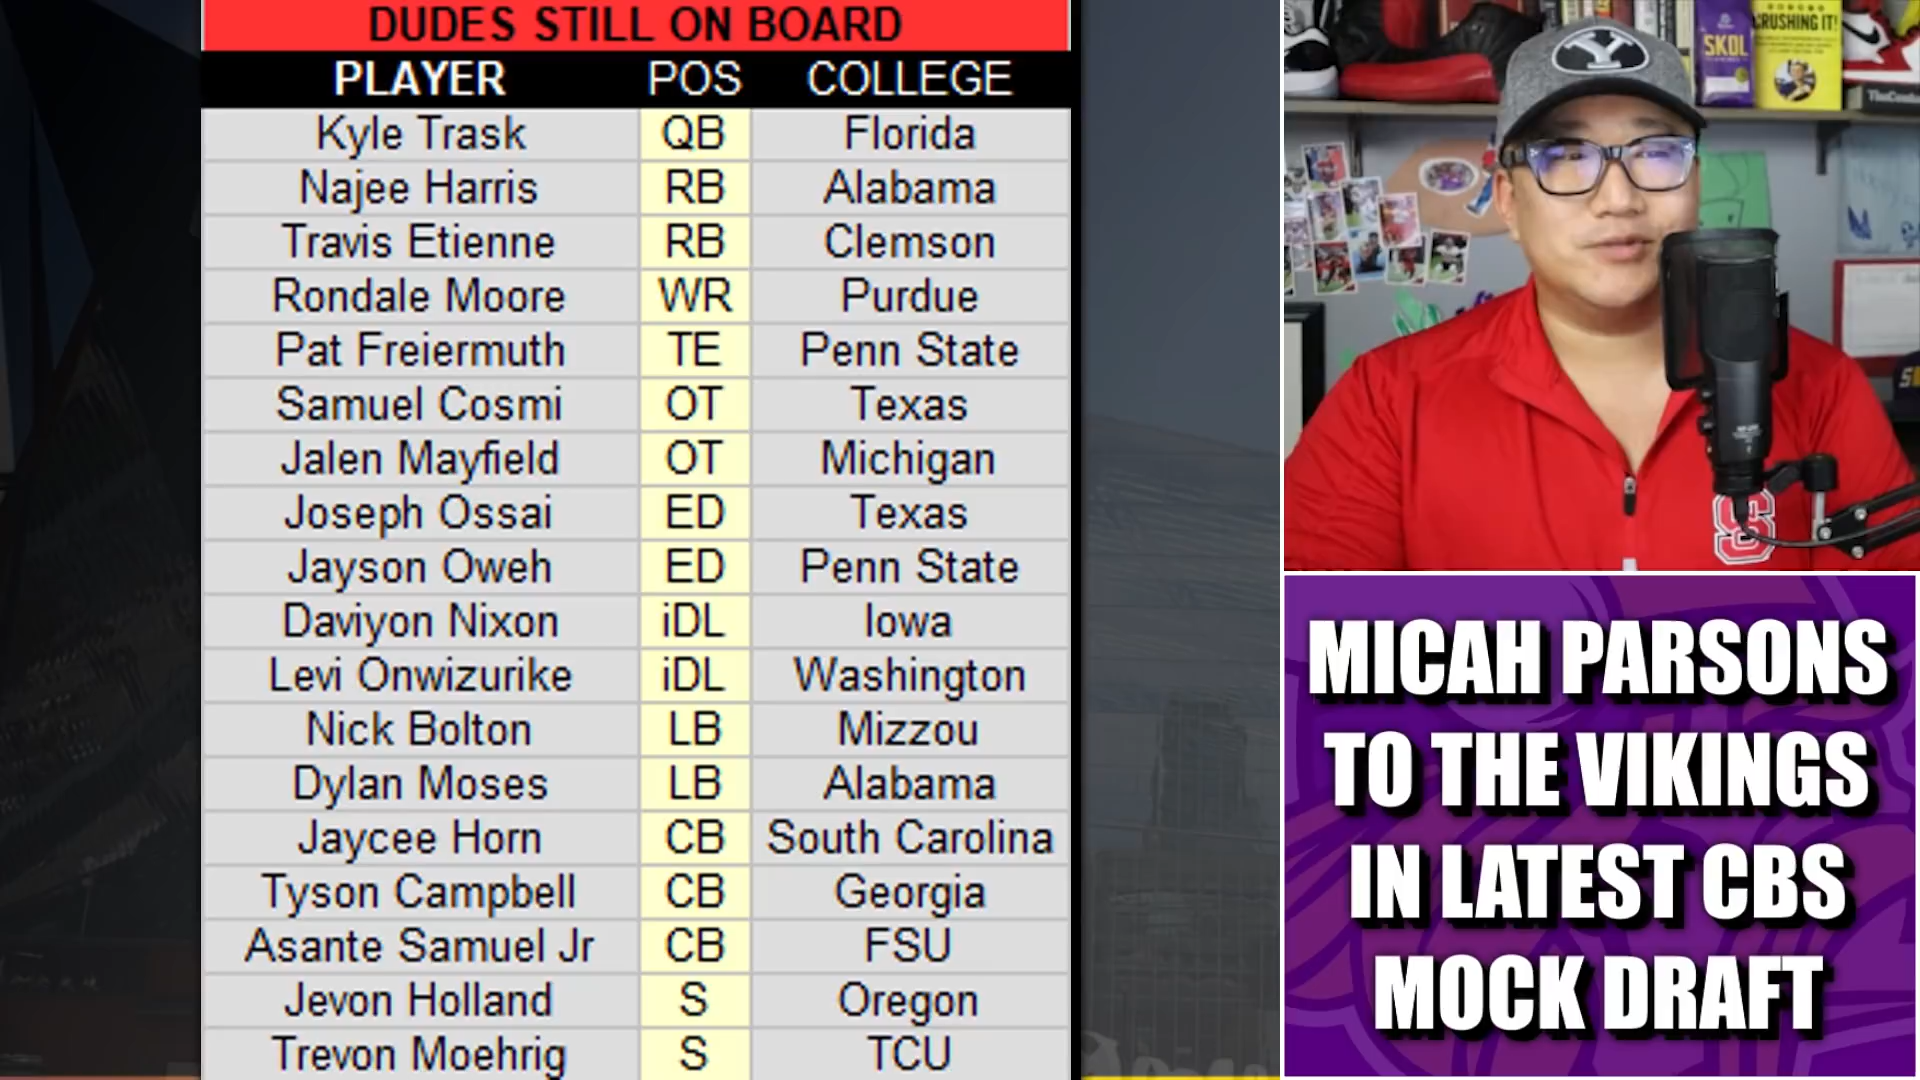 DUDES STILL ON BOARD
PLAYER POS COLLEGE
Kyle Trask QB Florida
Najee Harris RB Alabama
Travis Etienne RB Clemson
Rondale Moore WR Purdue
Pat Freiermuth TE Penn State
Samuel Cosmi OT Texas
Jalen Mayfield OT Michigan
Joseph Ossai ED Texas
Jayson Oweh ED Penn State
Daviyon Nixon iDL Iowa
Levi Onwizurike iDL Washington
Nick Bolton LB Mizzou
Dylan Moses LB Alabama
Jaycee Horn CB South Carolina
Tyson Campbell CB Georgia
Asante Samuel Jr CB FSU
Jevon Holland S Oregon
Trevon Moehrig S TCU
SKOL
CRUSHING IT!
Y
S
MICAH PARSONS
TO THE VIKINGS
IN LATEST CBS
MOCK DRAFT